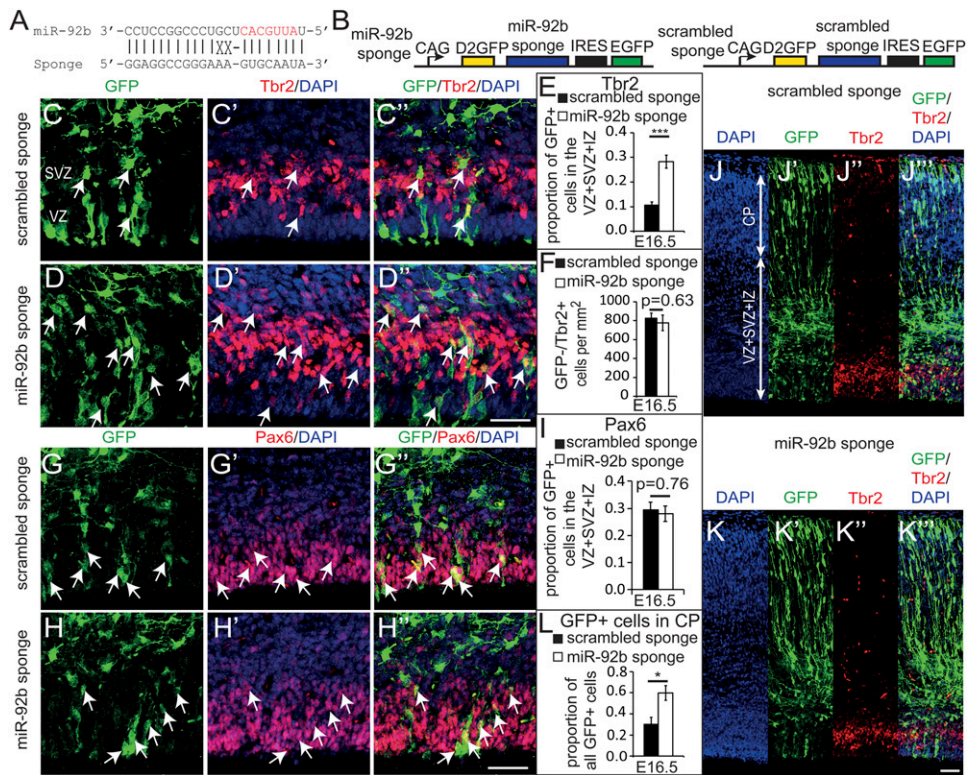 A
miR-92b 3'-CCUCCGGCCCUGCUCACGUUAU-5'
||||||||||XX-|||||||
Sponge 5'-GGAGGCCGGGAAA-GUGCAAUA-3'
B
miR-92b sponge
CAG D2GFP miR-92b sponge IRES EGFP
scrambled sponge
CAG D2GFP scrambled sponge IRES EGFP
GFP Tbr2/DAPI GFP/Tbr2/DAPI
scrambled sponge
C C' C''
SVZ
VZ
miR-92b sponge
D D' D''
E Tbr2
scrambled sponge
miR-92b sponge
proportion of GFP+ cells in the VZ+SVZ+IZ
0.4
0.3
0.2
0.1
0.0
***
E16.5
F
scrambled sponge
miR-92b sponge
GFP-/Tbr2+ cells per mm2
1000
800
600
400
200
0
p=0.63
E16.5
GFP Pax6/DAPI GFP/Pax6/DAPI
scrambled sponge
G G' G''
miR-92b sponge
H H' H''
I Pax6
scrambled sponge
miR-92b sponge
proportion of GFP+ cells in the VZ+SVZ+IZ
0.4
0.3
0.2
0.1
0.0
p=0.76
E16.5
L GFP+ cells in CP
scrambled sponge
miR-92b sponge
proportion of all GFP+ cells
0.8
0.6
0.4
0.2
0.0
*
E16.5
scrambled sponge
DAPI GFP Tbr2 GFP/Tbr2/DAPI
J J' J'' J'''
CP
VZ+SVZ+IZ
miR-92b sponge
DAPI GFP Tbr2 GFP/Tbr2/DAPI
K K' K'' K'''